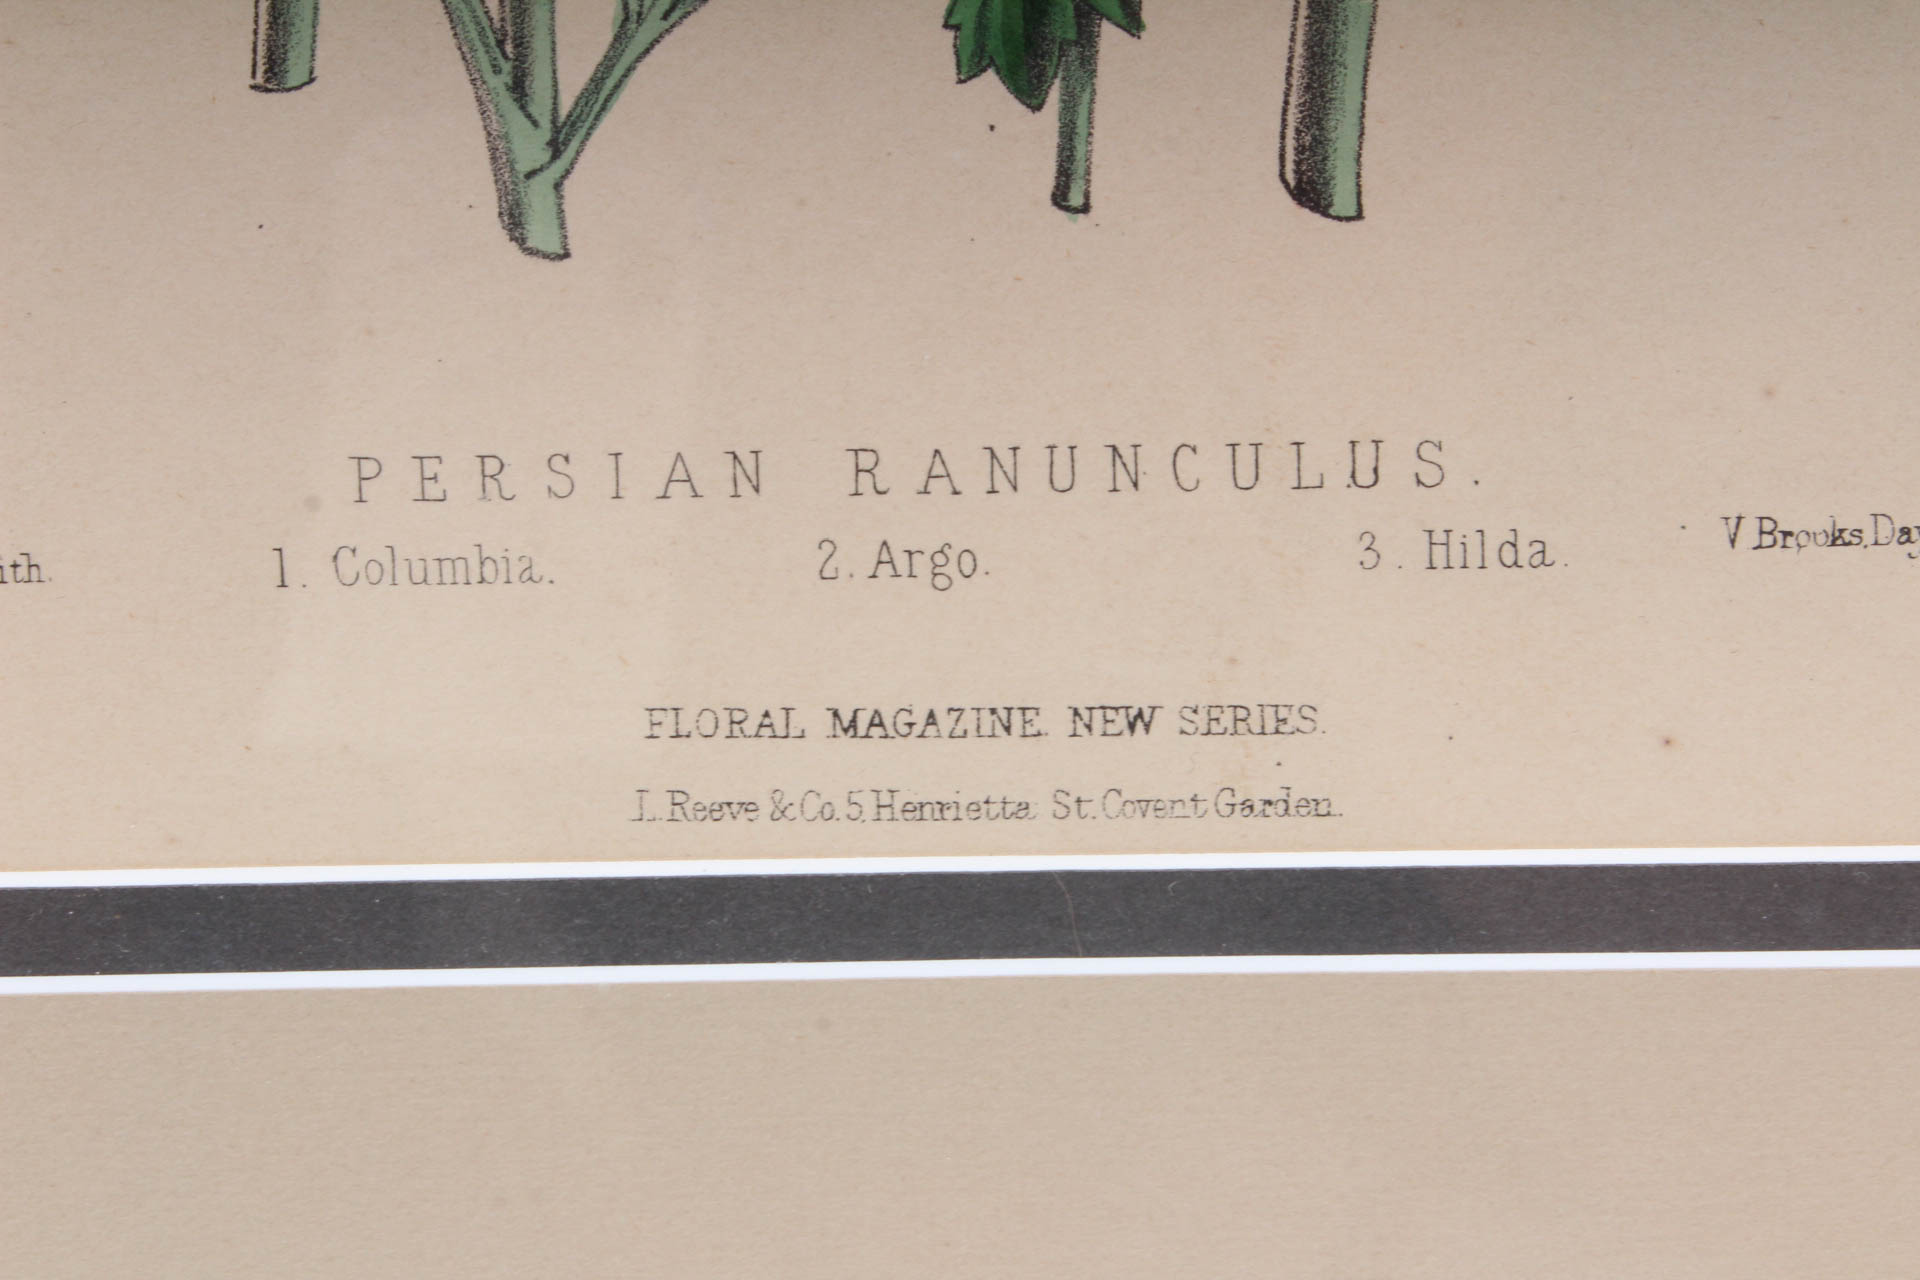 PERSIAN RANUNCULUS.
ith. 1. Columbia. 2. Argo. 3. Hilda. V Brooks, Day
FLORAL MAGAZINE. NEW SERIES.
L. Reeve & Co. 5, Henrietta St. Covent Garden.